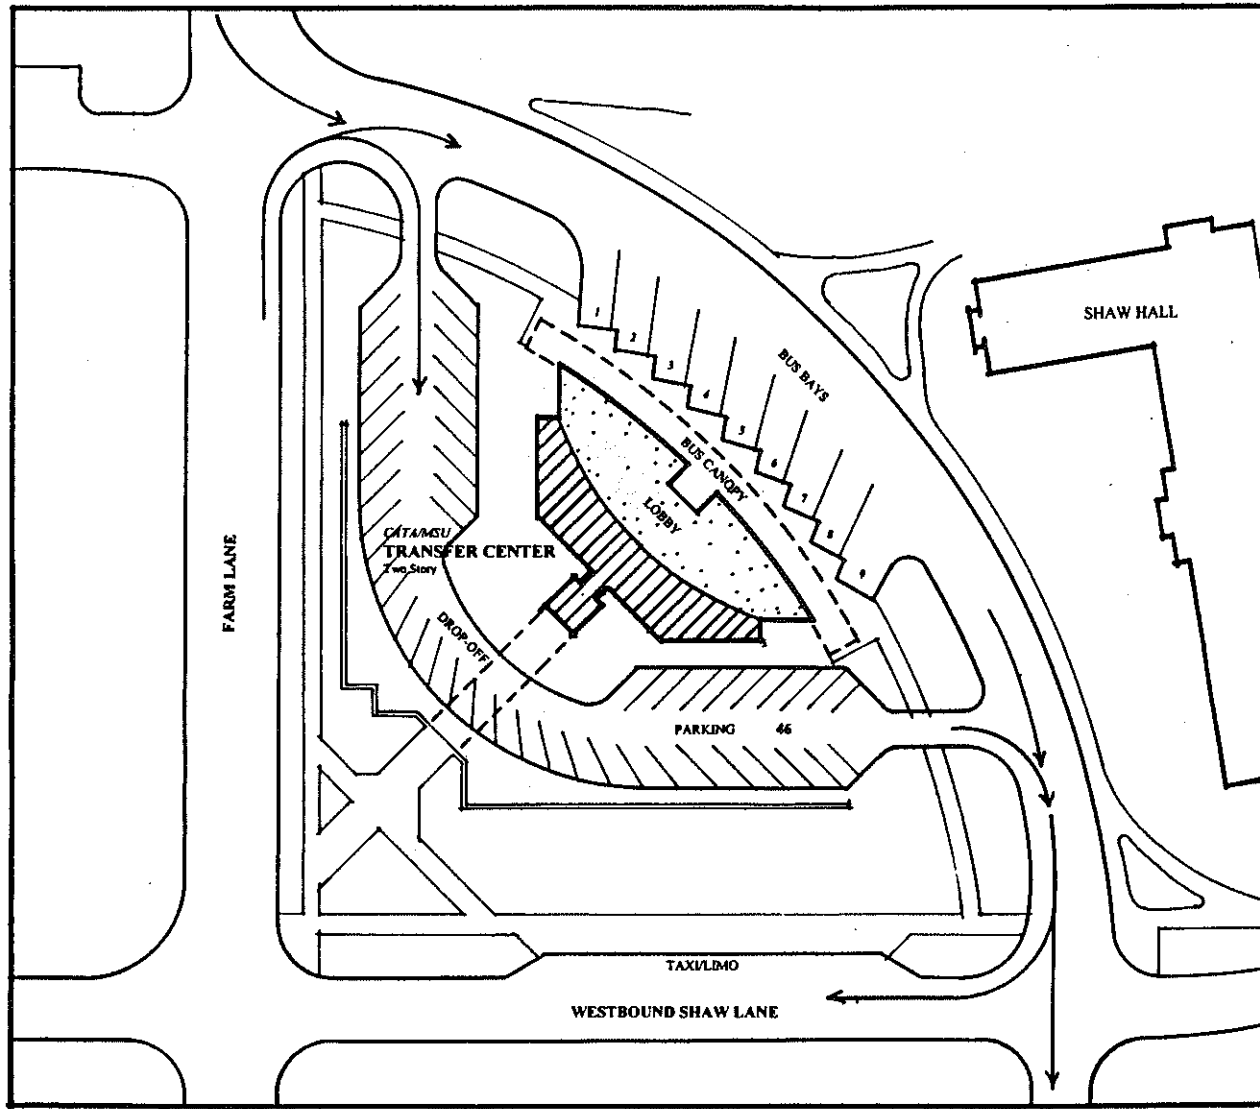 SHAW HALL
1
2
3
4
5
6
7
8
9
BUS BAYS
BUS CANOPY
LOBBY
CATA/MSU
TRANSFER CENTER
Two Story
FARM LANE
DROP-OFF
PARKING 46
TAXI/LIMO
WESTBOUND SHAW LANE